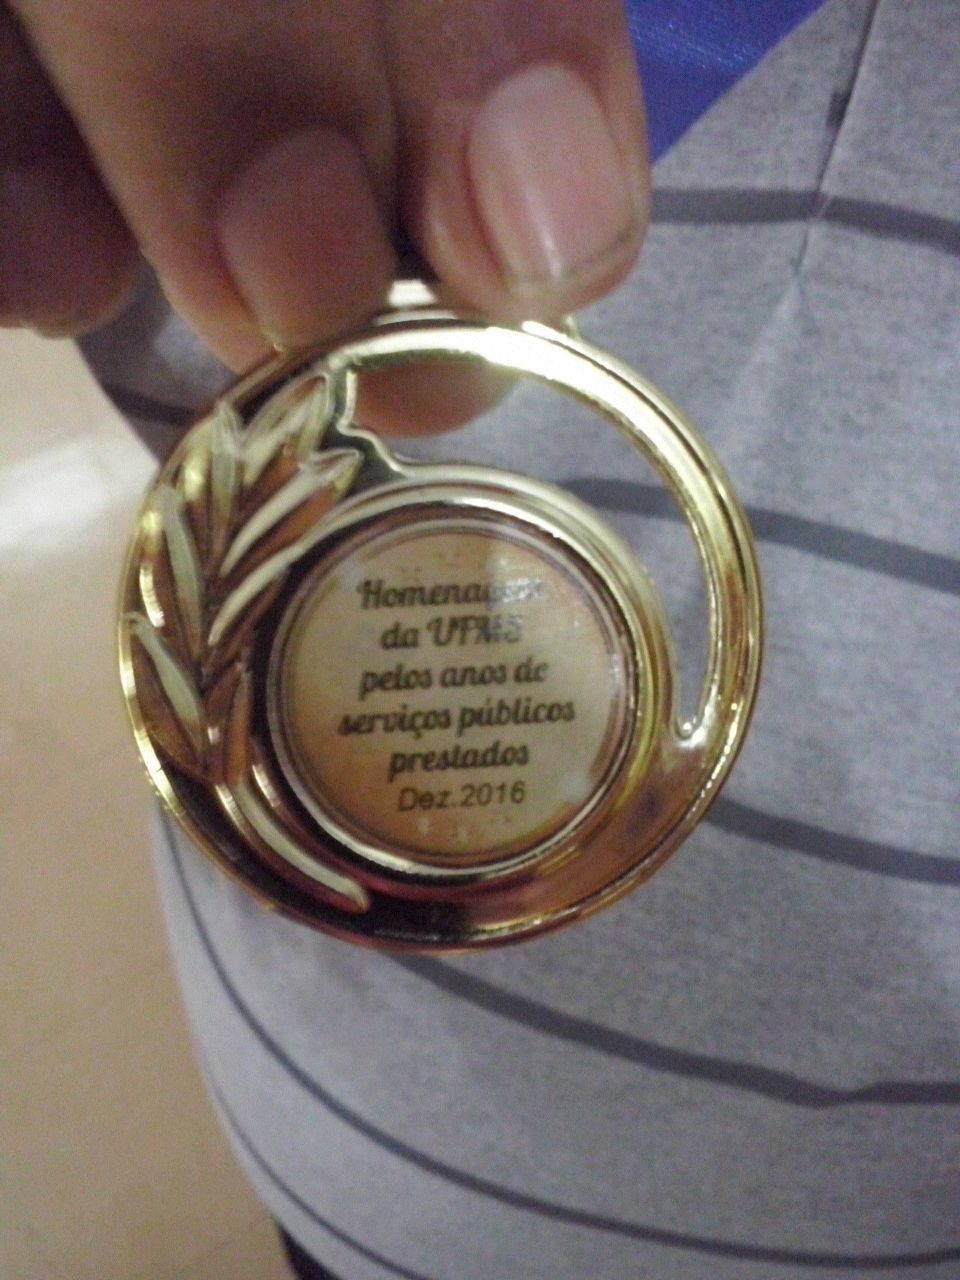 Homenagem
da UFMS
pelos anos de
serviços públicos
prestados
Dez.2016